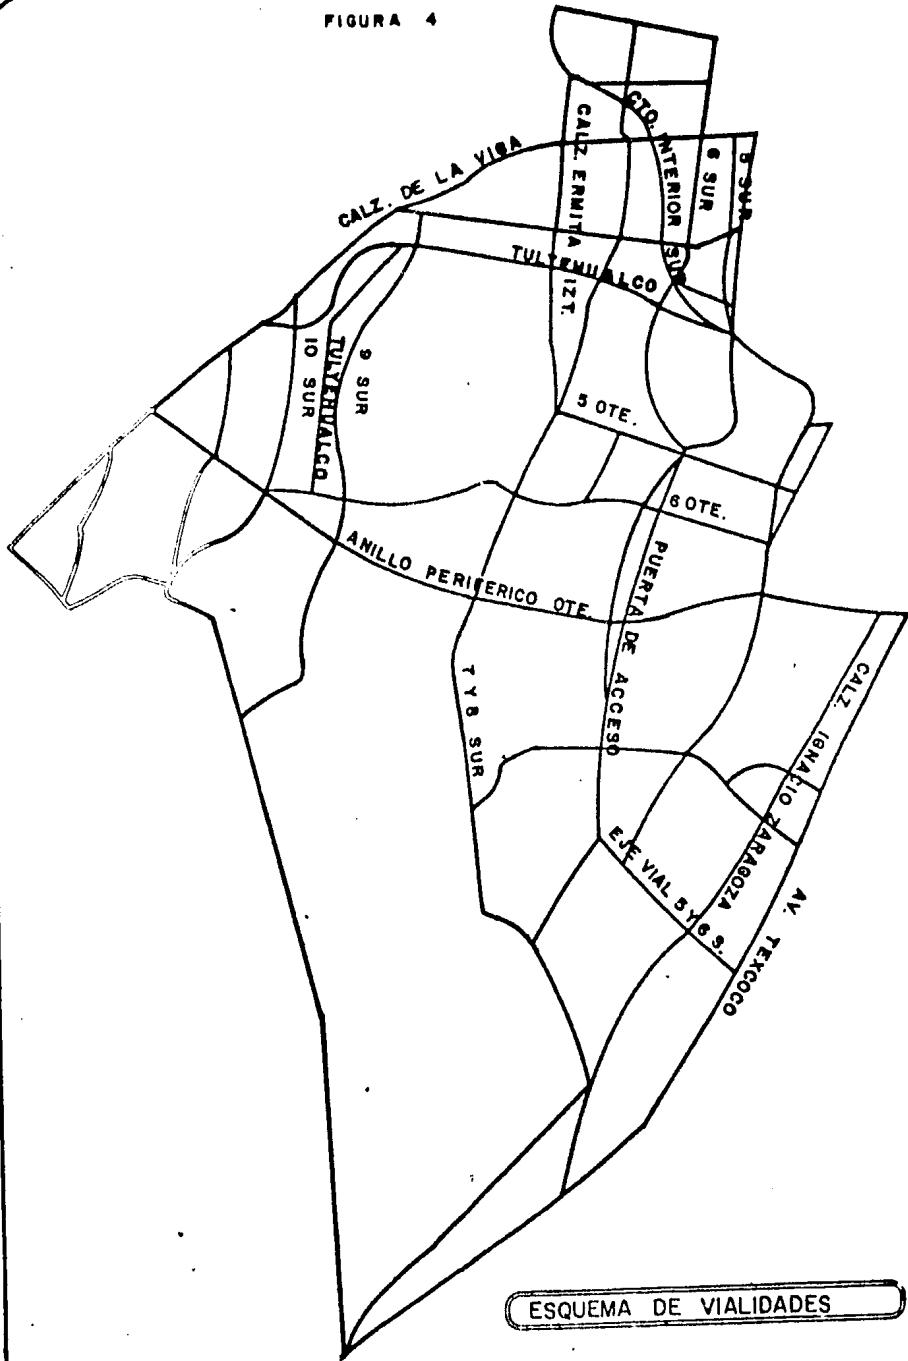 FIGURA 4
CTO. INTERIOR SUR
CALZ. ERMITA IZT.
6 SUR
5 SUR
CALZ. DE LA VIGA
TULYEHUALCO
9 SUR
TULYEHUALCO
10 SUR
5 OTE.
6 OTE.
ANILLO PERIFERICO OTE.
PUERTA DE ACCESO
7 Y 8 SUR
CALZ. IGNACIO ZARAGOZA
EJE VIAL 5 Y 6 S.
AV. TEXCOCO
ESQUEMA DE VIALIDADES